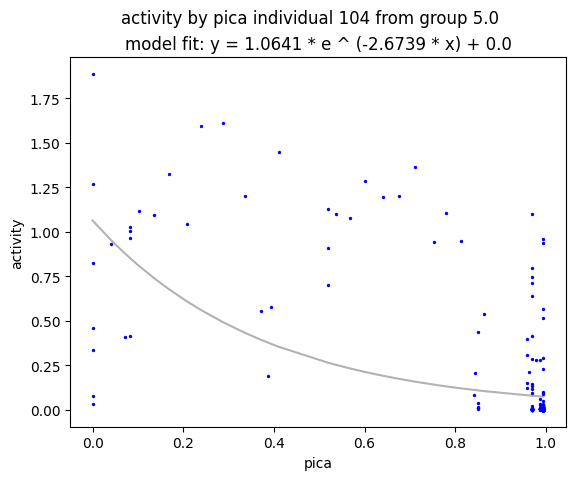 activity by pica individual 104 from group 5.0
model fit: y = 1.0641 * e ^ (-2.6739 * x) + 0.0
1.75
1.50
1.25
1.00
0.75
0.50
0.25
0.00
activity
0.0 0.2 0.4 0.6 0.8 1.0
pica